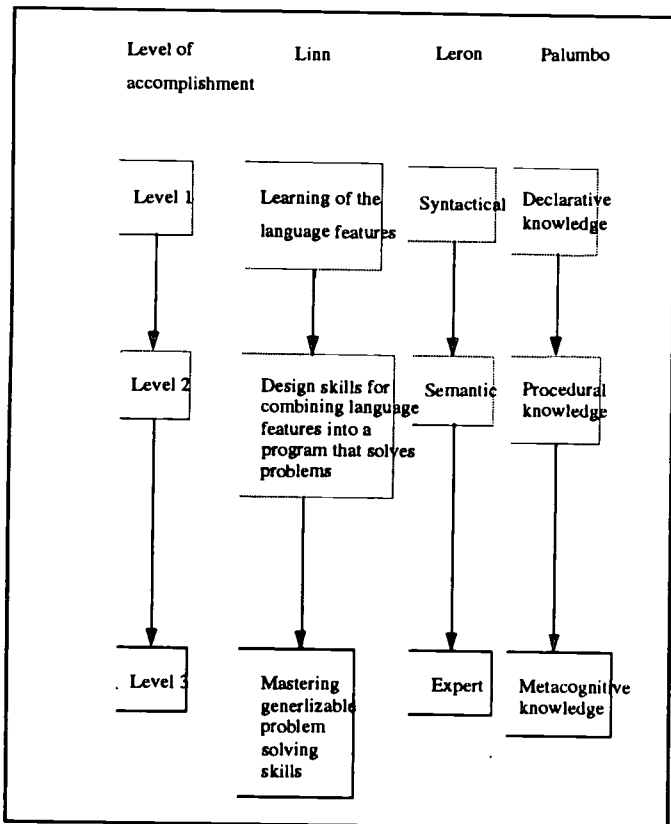 Level of
accomplishment
Linn
Leron
Palumbo
Level 1
Learning of the
language features
Syntactical
Declarative
knowledge
Level 2
Design skills for
combining language
features into a
program that solves
problems
Semantic
Procedural
knowledge
Level 3
Mastering
generlizable
problem
solving
skills
Expert
Metacognitive
knowledge